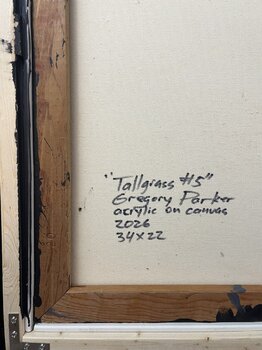 "Tallgrass #5"
Gregory Parker
acrylic on canvas
2026
34x22